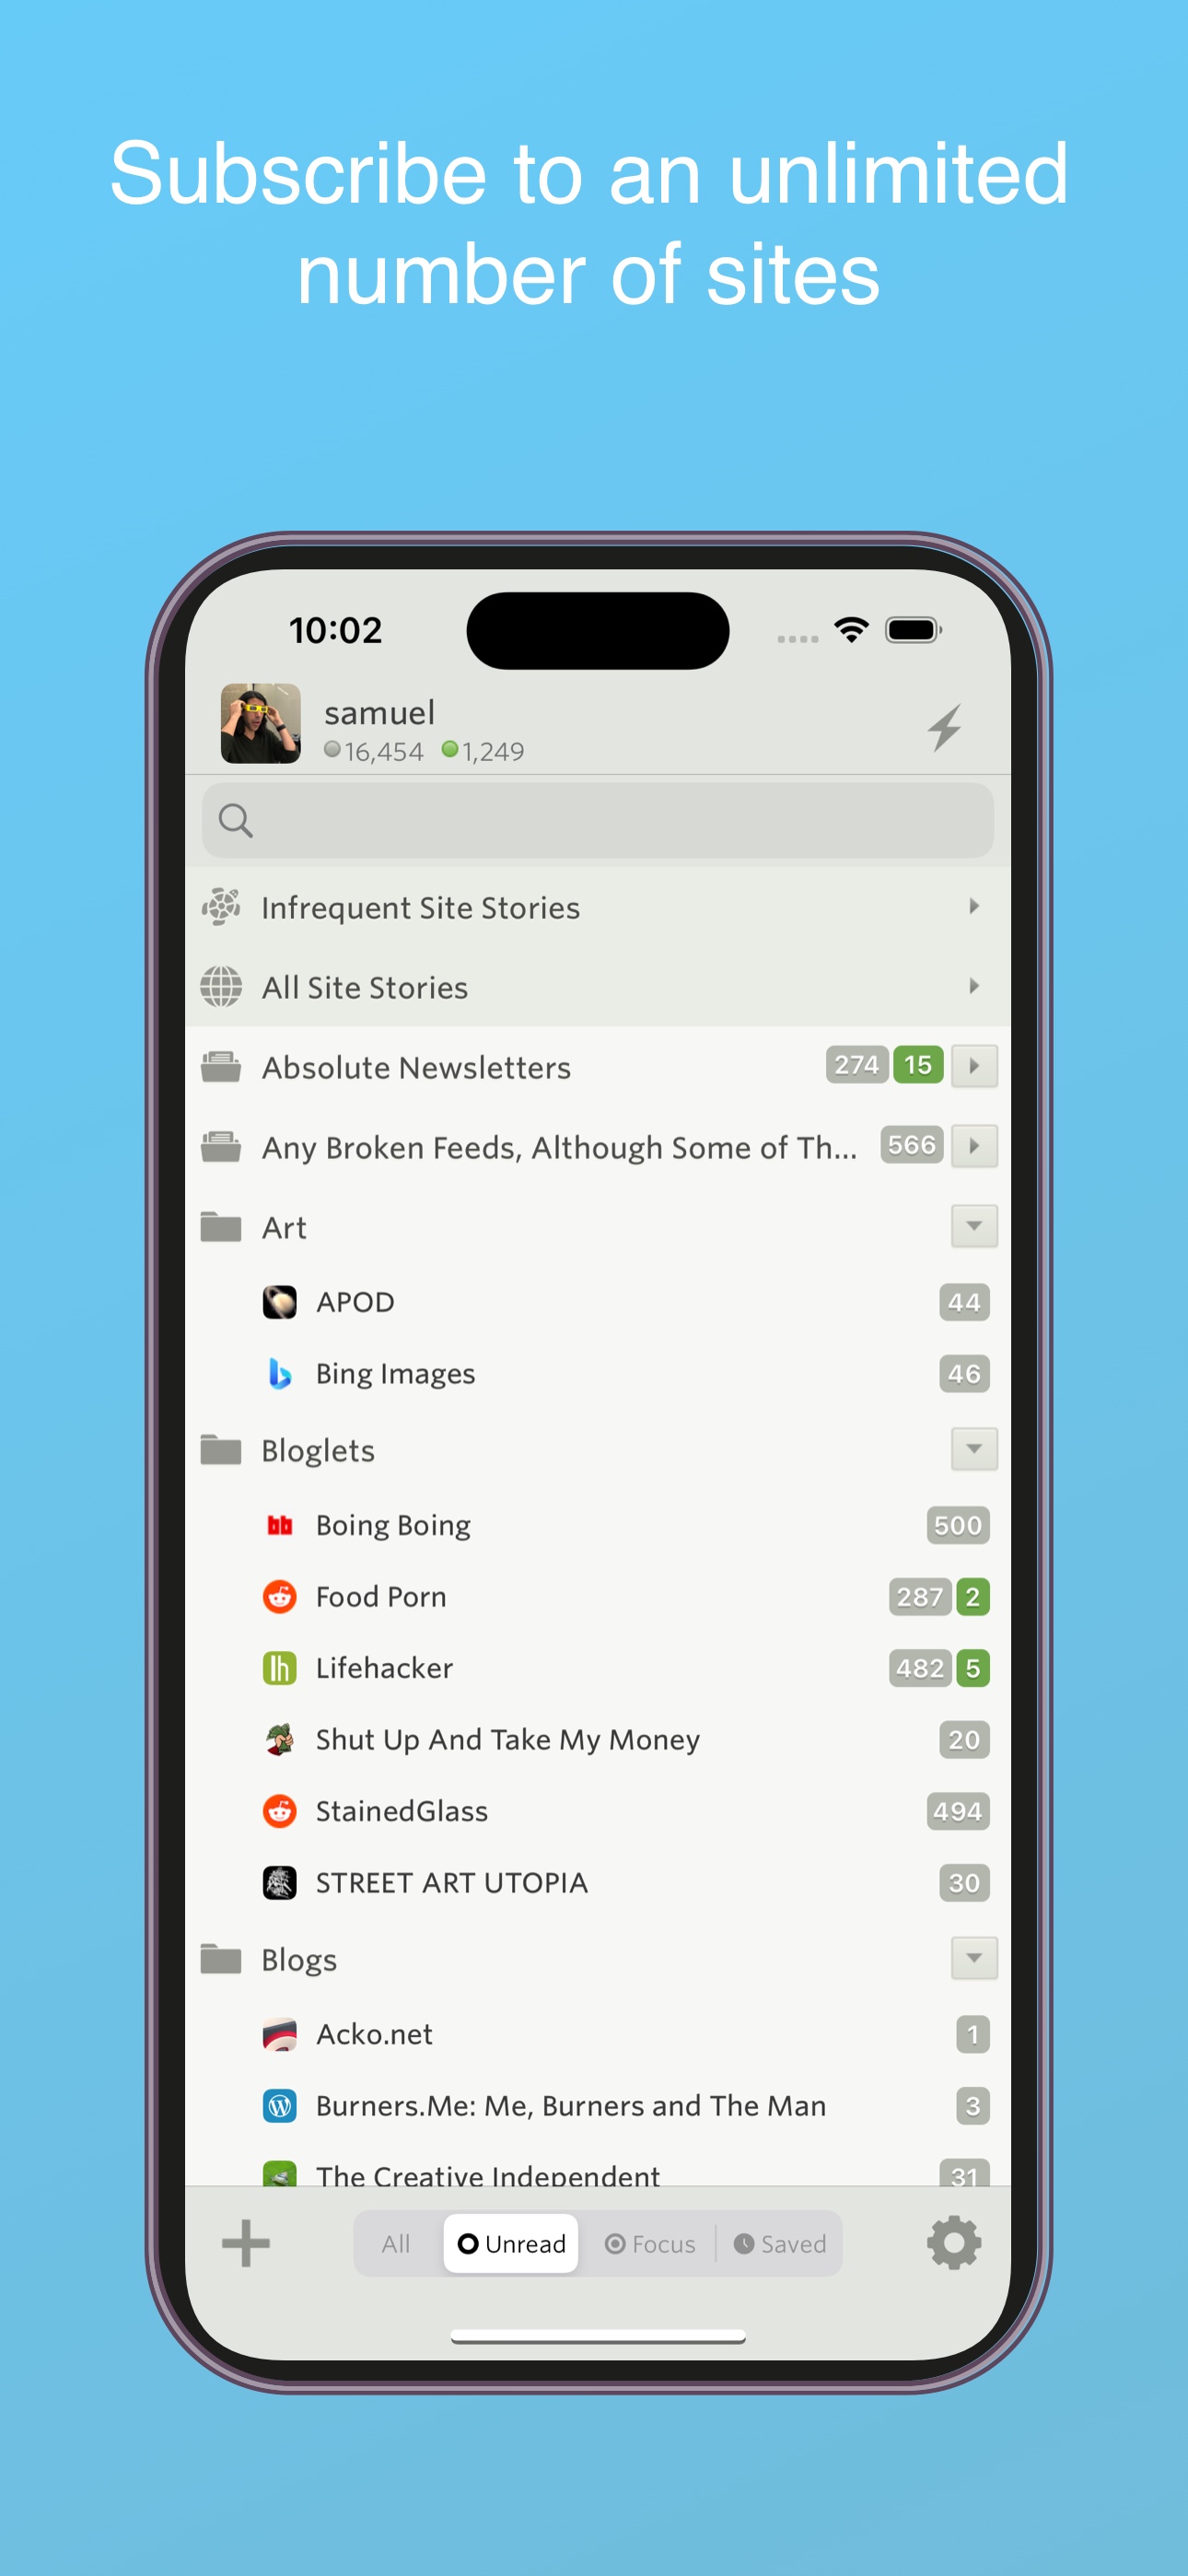 Subscribe to an unlimited
number of sites
10:02
samuel
16,454 1,249
Infrequent Site Stories
All Site Stories
Absolute Newsletters 274 15
Any Broken Feeds, Although Some of Th... 566
Art
APOD 44
Bing Images 46
Bloglets
bb Boing Boing 500
Food Porn 287 2
lh Lifehacker 482 5
Shut Up And Take My Money 20
StainedGlass 494
STREET ART UTOPIA 30
Blogs
Acko.net 1
Burners.Me: Me, Burners and The Man 3
The Creative Independent 31
All Unread Focus Saved